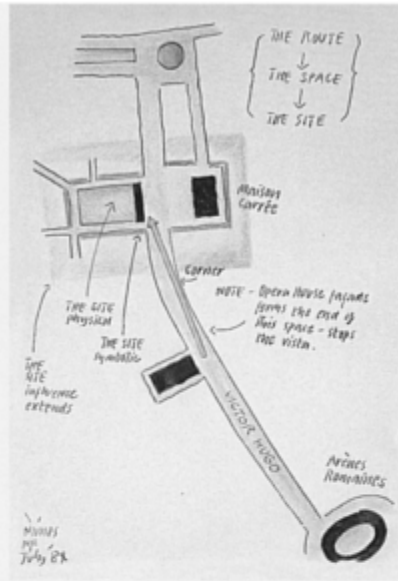 THE ROUTE
THE SPACE
THE SITE
Maison
Carrée
Corner
NOTE - Opera House façade
forms the end of
this space - stops
the vista.
THE SITE
physical
THE SITE
symbolic
THE
SITE
influence
extends
VICTOR HUGO
Arènes
Romaines
Nîmes
July '84